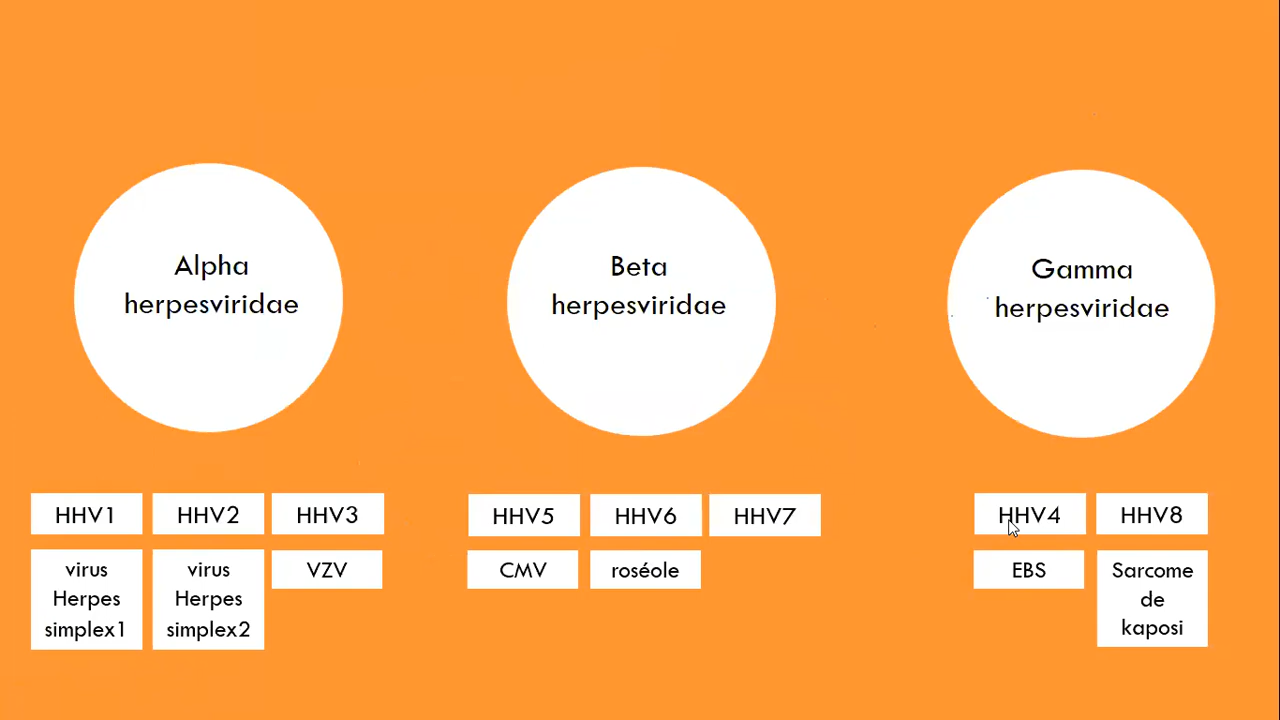 Alpha
herpesviridae
Beta
herpesviridae
Gamma
herpesviridae
HHV1
HHV2
HHV3
HHV5
HHV6
HHV7
HHV4
HHV8
virus
Herpes
simplex1
virus
Herpes
simplex2
VZV
CMV
roséole
EBS
Sarcome
de
kaposi